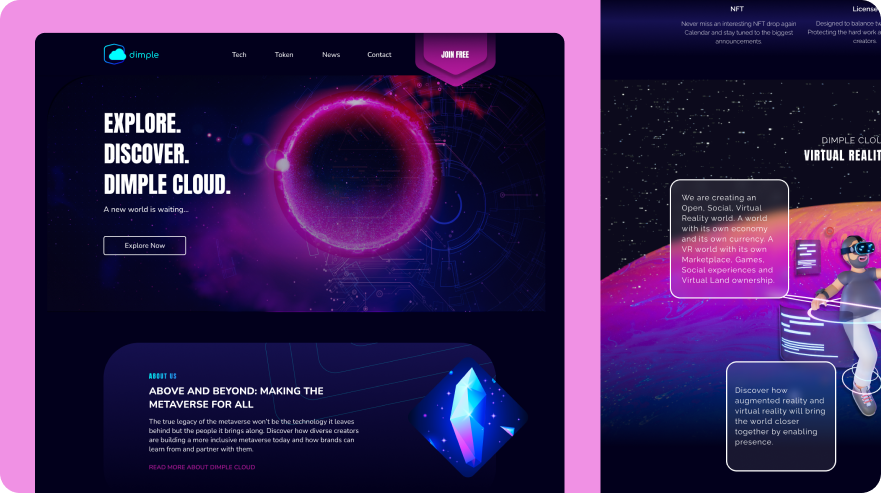 dimple
Tech
Token
News
Contact
JOIN FREE
EXPLORE.
DISCOVER.
DIMPLE CLOUD.
A new world is waiting...
Explore Now
ABOUT US
ABOVE AND BEYOND: MAKING THE
METAVERSE FOR ALL
The true legacy of the metaverse won't be the technology it leaves
behind but the people it brings along. Discover how diverse creators
are building a more inclusive metaverse today and how brands can
learn from and partner with them.
READ MORE ABOUT DIMPLE CLOUD
NFT
Never miss an interesting NFT drop again
Calendar and stay tuned to the biggest
announcements.
License
Designed to balance
Protecting the hard work
creators.
DIMPLE CLOU
VIRTUAL REALIT
We are creating an
Open, Social, Virtual
Reality world. A world
with its own economy
and its own currency. A
VR world with its own
Marketplace, Games,
Social experiences and
Virtual Land ownership.
Discover how
augmented reality and
virtual reality will bring
the world closer
together by enabling
presence.